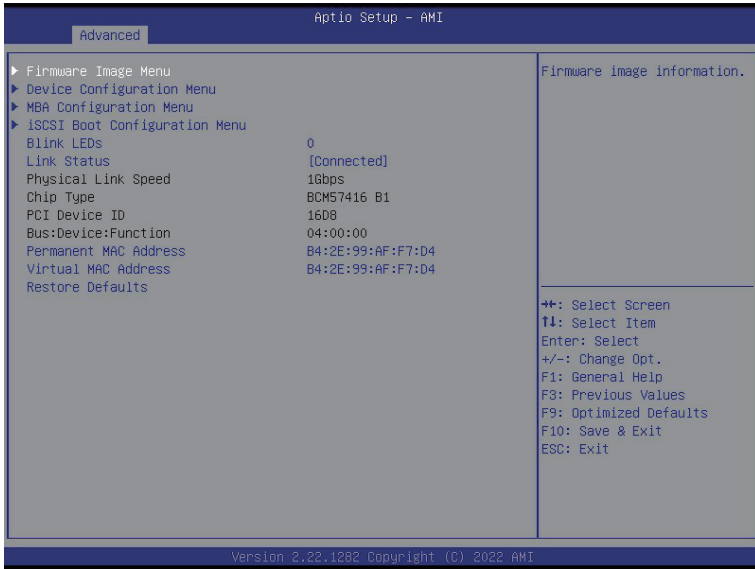 Aptio Setup – AMI
Advanced
Firmware Image Menu
Device Configuration Menu
MBA Configuration Menu
iSCSI Boot Configuration Menu
Blink LEDs 0
Link Status [Connected]
Physical Link Speed 1Gbps
Chip Type BCM57416 B1
PCI Device ID 16D8
Bus:Device:Function 04:00:00
Permanent MAC Address B4:2E:99:AF:F7:D4
Virtual MAC Address B4:2E:99:AF:F7:D4
Restore Defaults
Firmware image information.
→←: Select Screen
↑↓: Select Item
Enter: Select
+/-: Change Opt.
F1: General Help
F3: Previous Values
F9: Optimized Defaults
F10: Save & Exit
ESC: Exit
Version 2.22.1282 Copyright (C) 2022 AMI